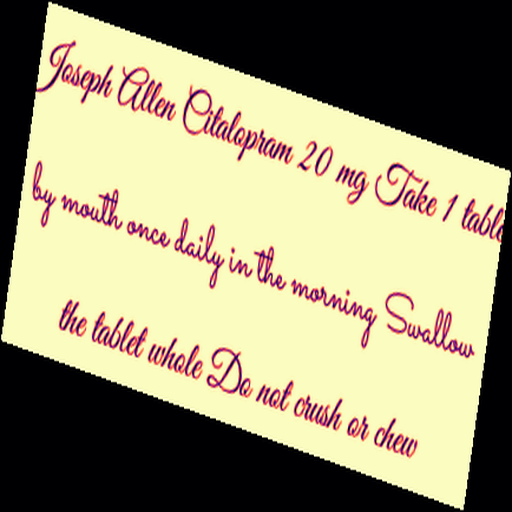 Joseph Allen Citalopram 20 mg Take 1 table
by mouth once daily in the morning Swallow
the tablet whole Do not crush or chew